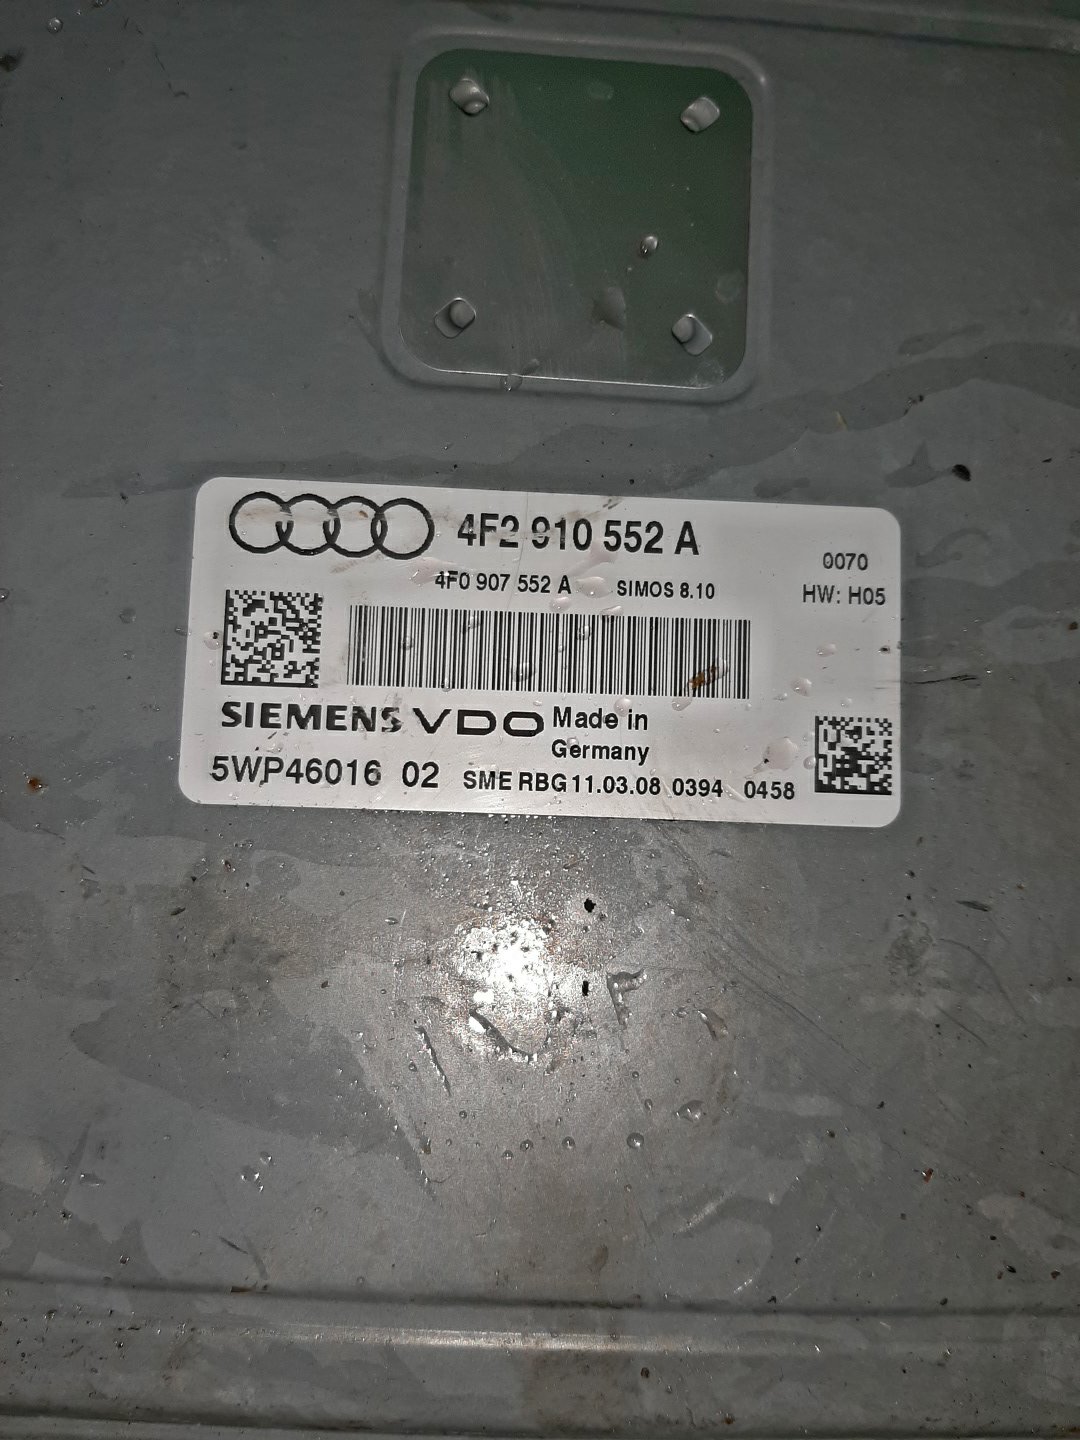 4F2 910 552 A
4F0 907 552 A SIMOS 8.10
0070
HW: H05
SIEMENS VDO Made in
Germany
5WP46016 02 SME RBG 11.03.08 0394 0458